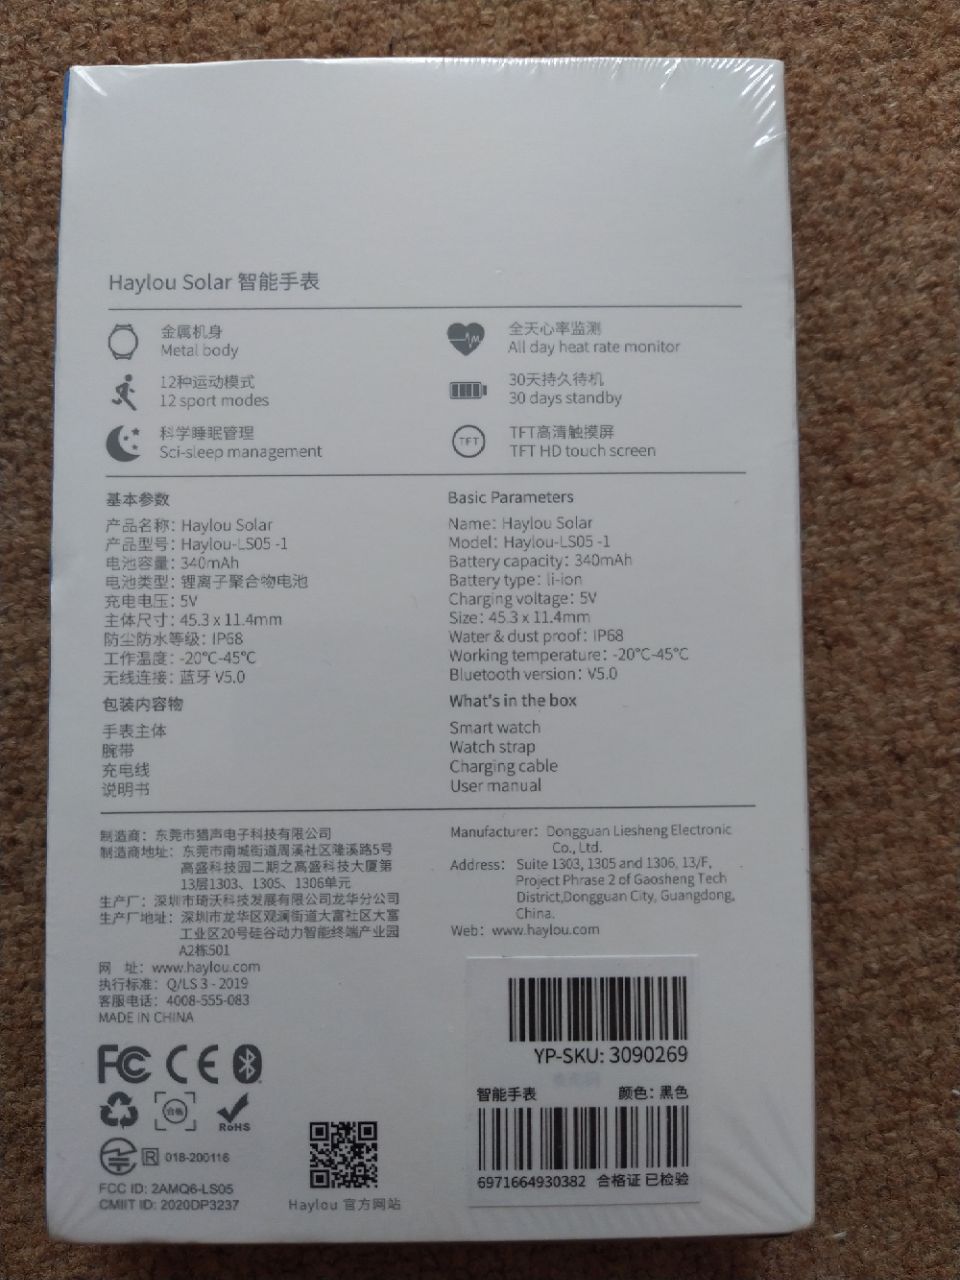 Haylou Solar 智能手表
金属机身
Metal body
全天心率监测
All day heat rate monitor
12种运动模式
12 sport modes
30天持久待机
30 days standby
科学睡眠管理
Sci-sleep management
TFT
TFT高清触摸屏
TFT HD touch screen
基本参数
产品名称：Haylou Solar
产品型号：Haylou-LS05 -1
电池容量：340mAh
电池类型：锂离子聚合物电池
充电电压：5V
主体尺寸：45.3 x 11.4mm
防尘防水等级：IP68
工作温度：-20°C-45°C
无线连接：蓝牙 V5.0
包装内容物
手表主体
腕带
充电线
说明书
Basic Parameters
Name：Haylou Solar
Model：Haylou-LS05 -1
Battery capacity：340mAh
Battery type：li-ion
Charging voltage：5V
Size：45.3 x 11.4mm
Water & dust proof：IP68
Working temperature：-20°C-45°C
Bluetooth version：V5.0
What's in the box
Smart watch
Watch strap
Charging cable
User manual
制造商：东莞市猎声电子科技有限公司
制造商地址：东莞市南城街道周溪社区隆溪路5号
高盛科技园二期之高盛科技大厦第
13层1303、1305、1306单元
生产厂：深圳市琦沃科技发展有限公司龙华分公司
生产厂地址：深圳市龙华区观澜街道大富社区大富
工业区20号硅谷动力智能终端产业园
A2栋501
网 址：www.haylou.com
执行标准：Q/LS 3 - 2019
客服电话：4008-555-083
MADE IN CHINA
Manufacturer：Dongguan Liesheng Electronic
Co., Ltd.
Address：Suite 1303, 1305 and 1306, 13/F,
Project Phrase 2 of Gaosheng Tech
District,Dongguan City, Guangdong,
China.
Web：www.haylou.com
FC CE
合格
RoHS
R 018-200116
FCC ID: 2AMQ6-LS05
CMIIT ID: 2020DP3237
Haylou 官方网站
YP-SKU: 3090269
智能手表 颜色：黑色
6971664930382 合格证 已检验